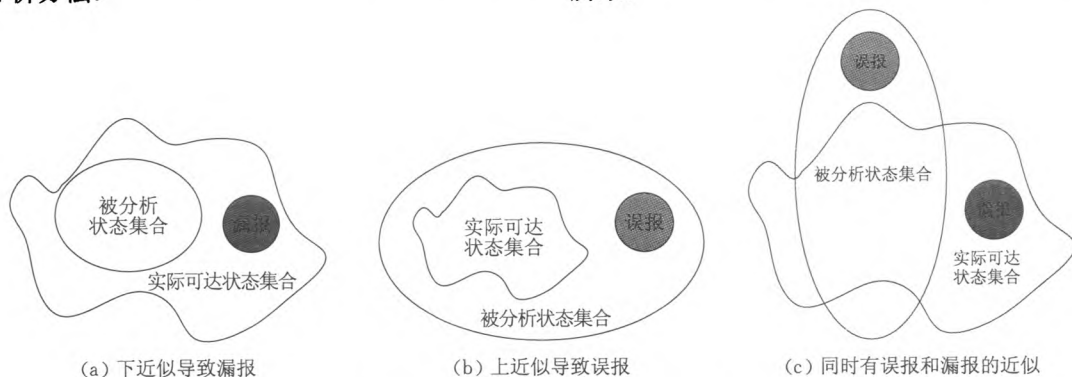 被分析
状态集合
漏报
实际可达状态集合
(a) 下近似导致漏报
实际可达
状态集合
误报
被分析状态集合
(b) 上近似导致误报
误报
被分析状态集合
漏报
实际可达
状态集合
(c) 同时有误报和漏报的近似